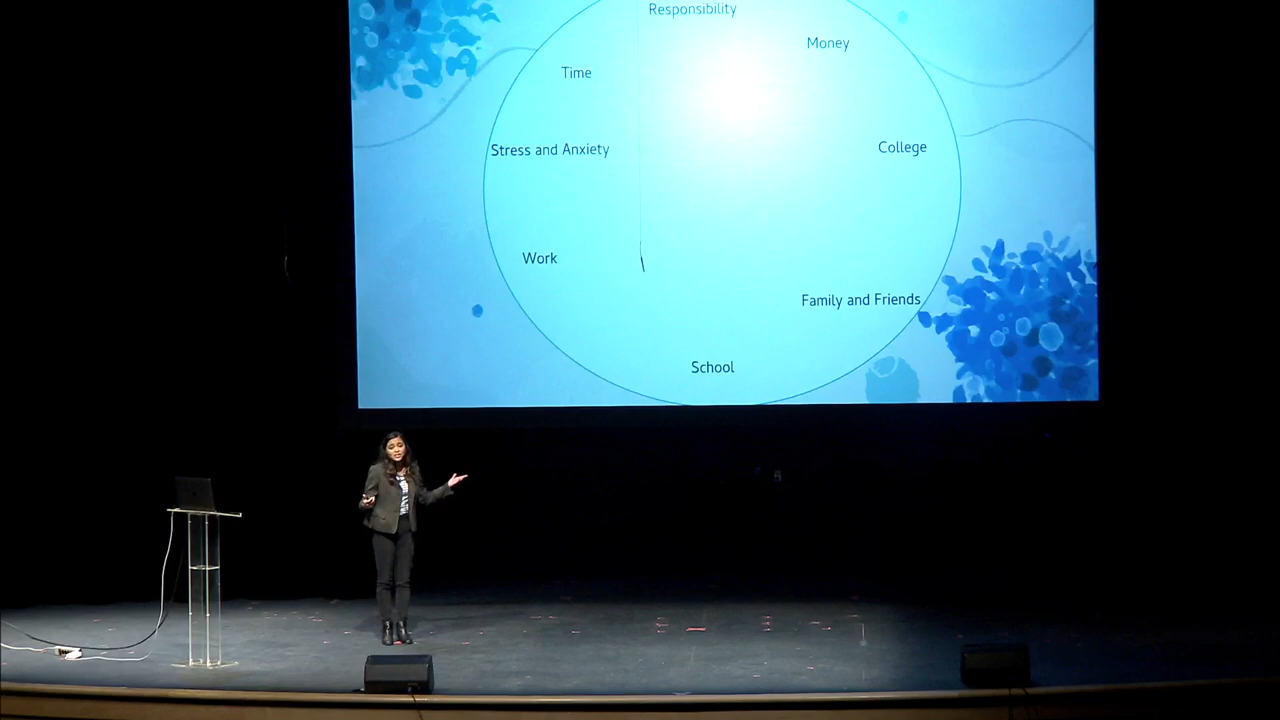 Responsibility
Money
Time
College
Stress and Anxiety
Work
Family and Friends
School